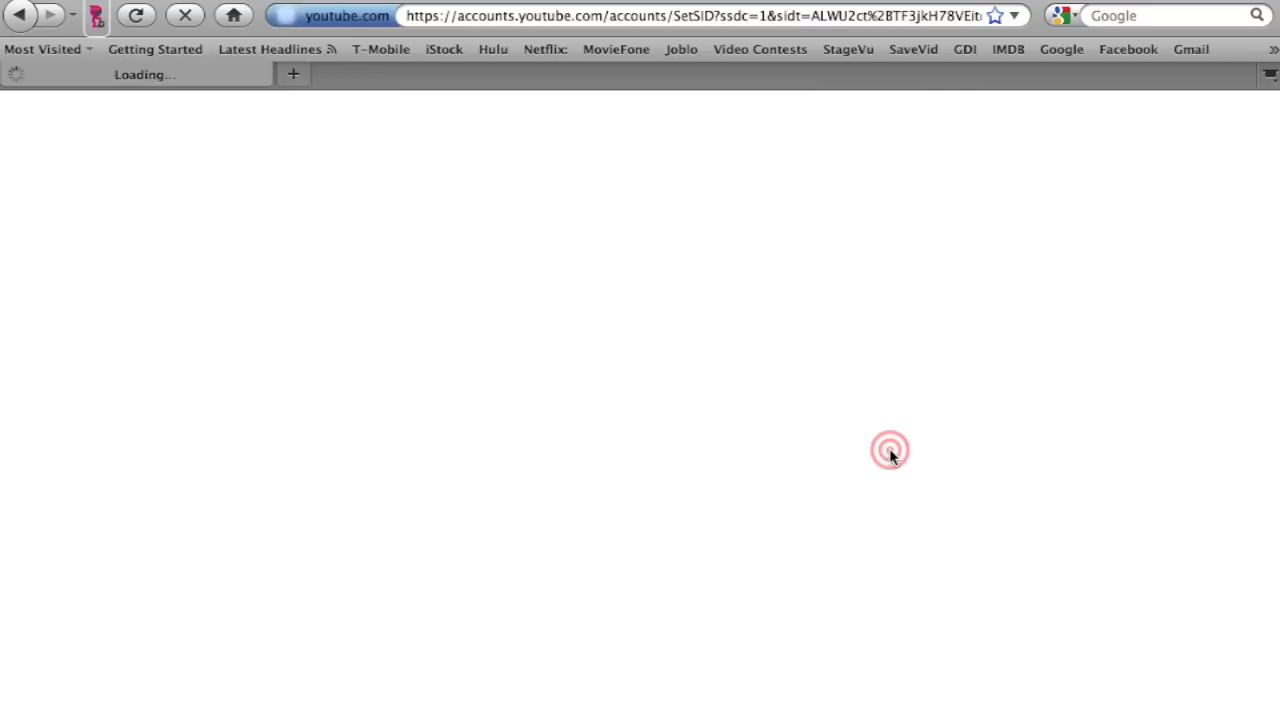 youtube.com https://accounts.youtube.com/accounts/SetSID?ssdc=1&sidt=ALWU2ct%2BTF3jkH78VEit Google
Most Visited Getting Started Latest Headlines T-Mobile iStock Hulu Netflix: MovieFone Joblo Video Contests StageVu SaveVid GDI IMDB Google Facebook Gmail »
Loading... +